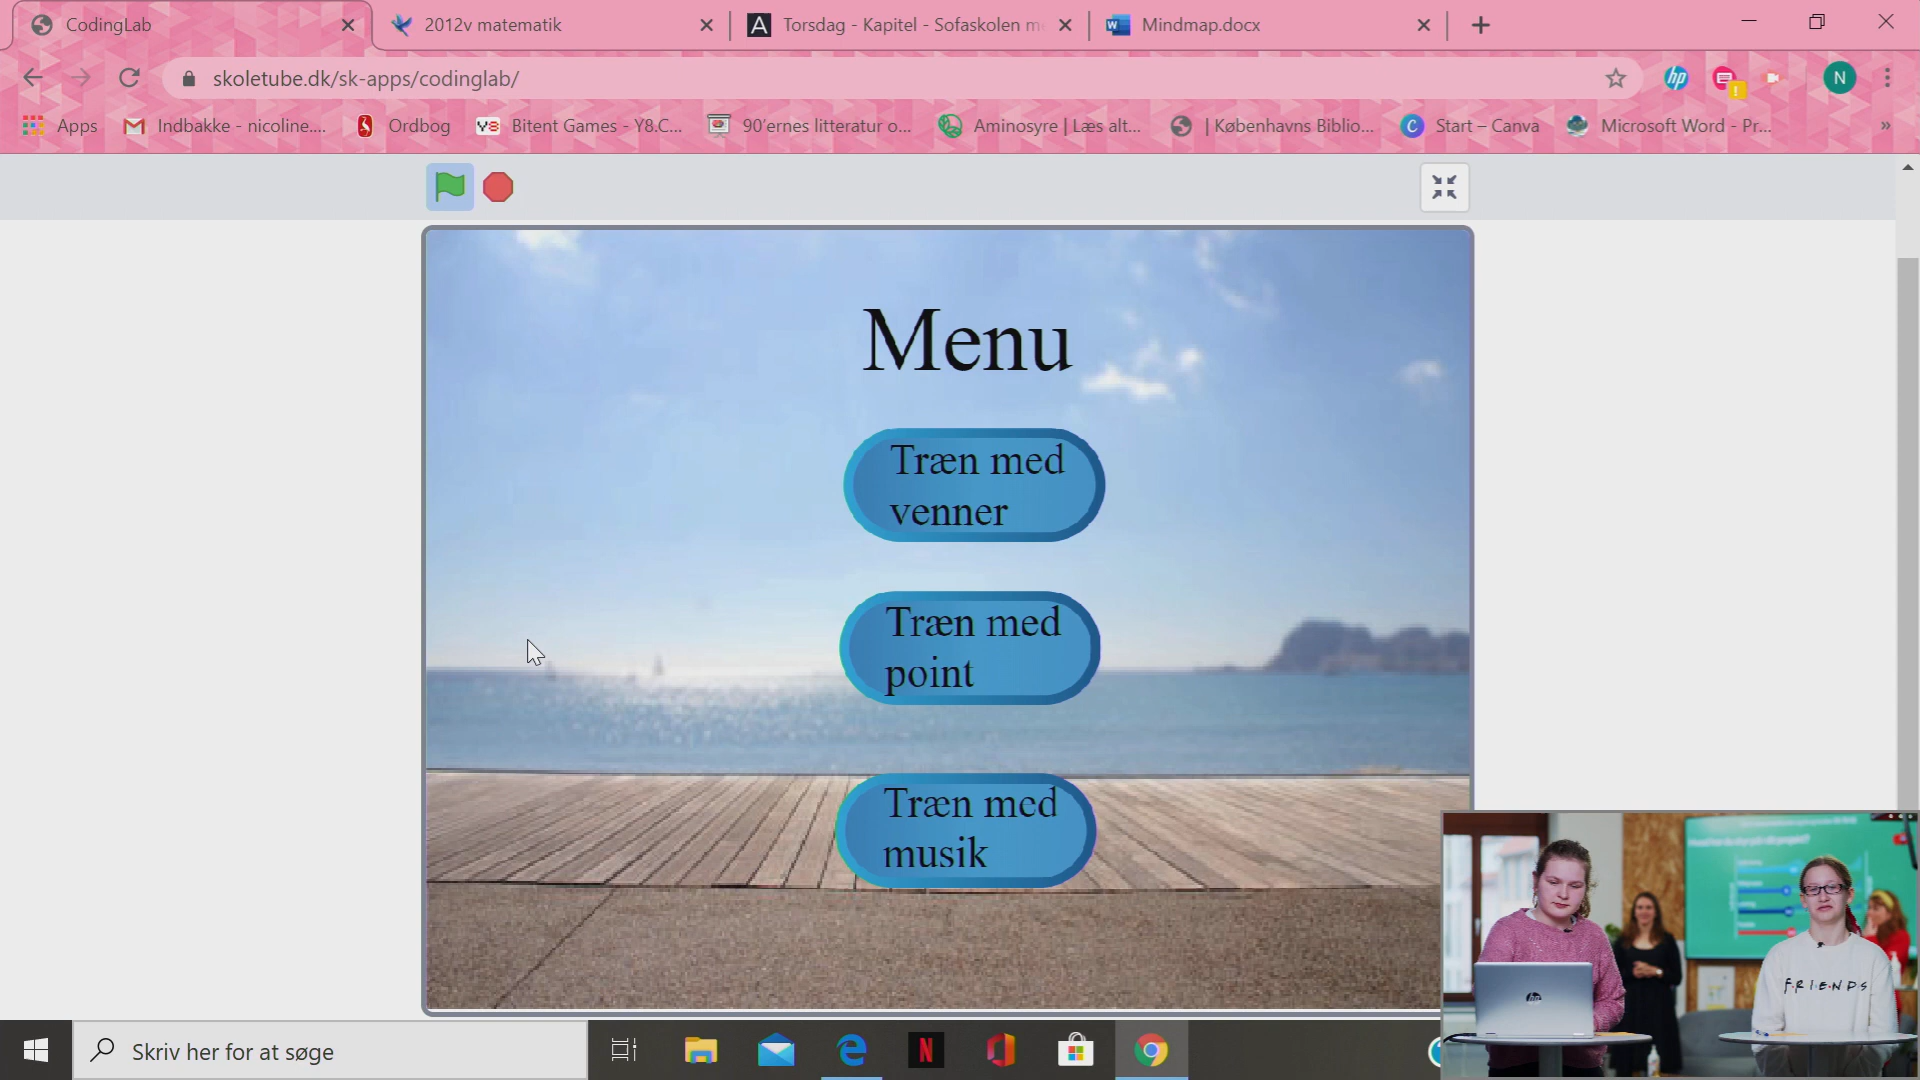 CodingLab
2012v matematik
Torsdag - Kapitel - Sofaskolen m
Mindmap.docx
skoletube.dk/sk-apps/codinglab/
N
Apps
Indbakke - nicoline....
Ordbog
Bitent Games - Y8.C...
90'ernes litteratur o...
Aminosyre | Læs alt...
| Københavns Biblio...
Start – Canva
Microsoft Word - Pr...
Menu
Træn med
venner
Træn med
point
Træn med
musik
F·R·I·E·N·D·S
hp
Skriv her for at søge